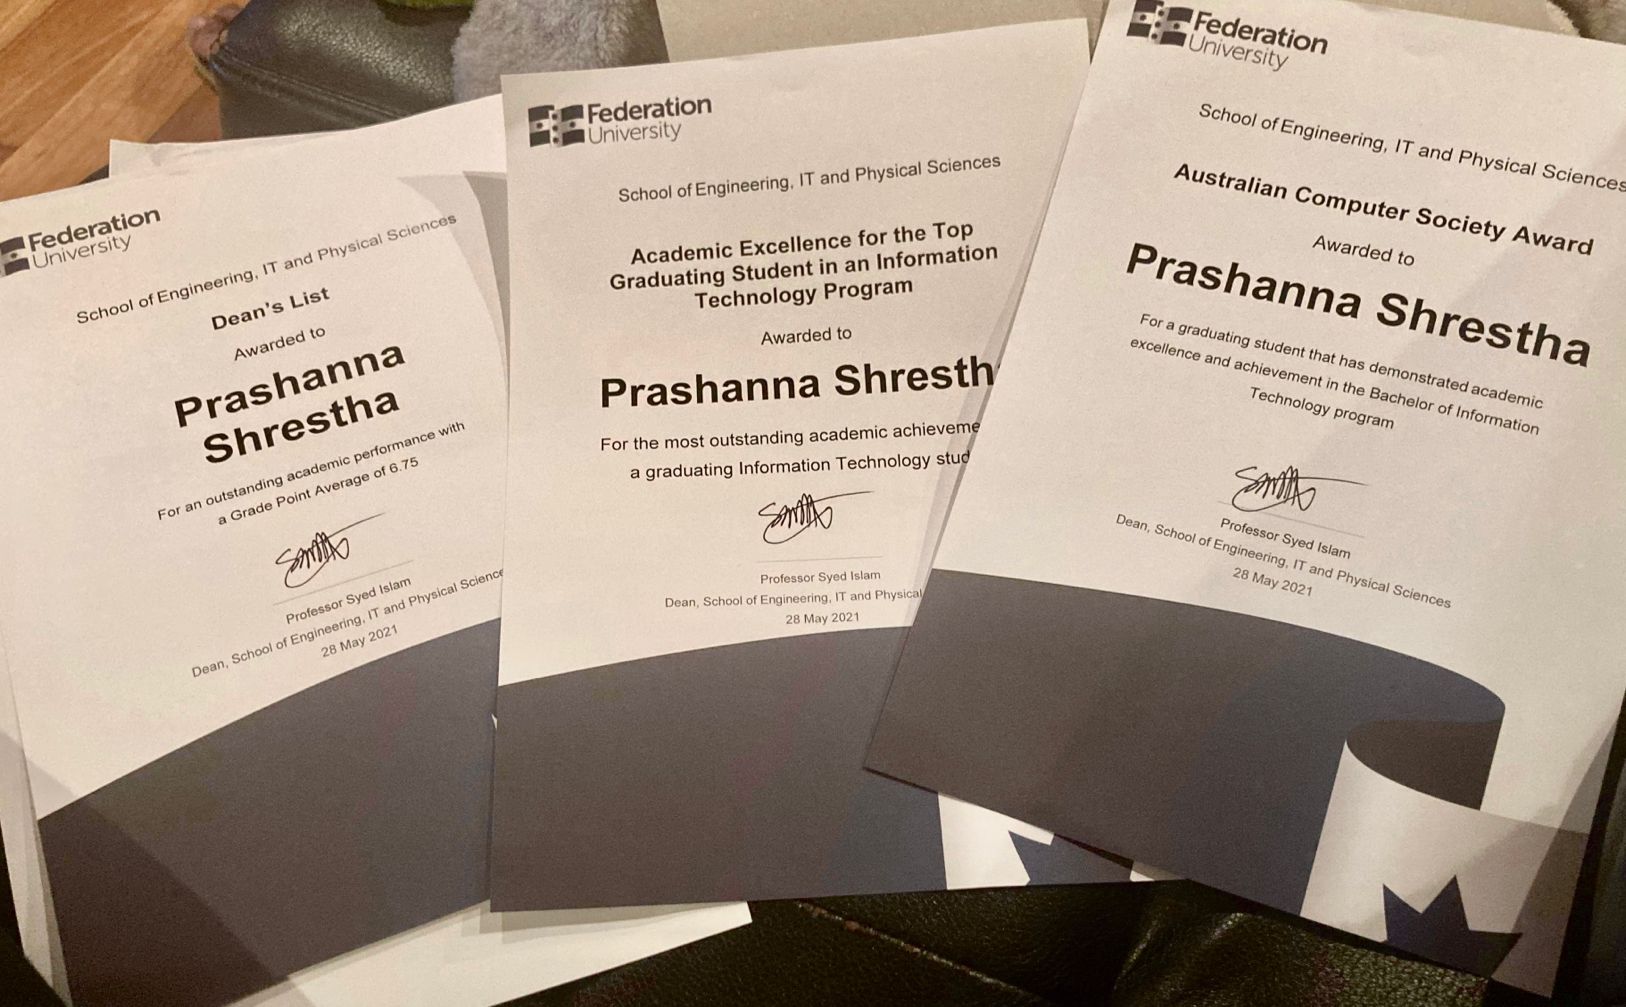 Federation
University
School of Engineering, IT and Physical Sciences
Dean's List
Awarded to
Prashanna
Shrestha
For an outstanding academic performance with
a Grade Point Average of 6.75
Professor Syed Islam
Dean, School of Engineering, IT and Physical Science
28 May 2021
Federation
University
School of Engineering, IT and Physical Sciences
Academic Excellence for the Top
Graduating Student in an Information
Technology Program
Awarded to
Prashanna Shresth
For the most outstanding academic achieveme
a graduating Information Technology stud
Professor Syed Islam
Dean, School of Engineering, IT and Physical
28 May 2021
Federation
University
School of Engineering, IT and Physical Sciences
Australian Computer Society Award
Awarded to
Prashanna Shrestha
For a graduating student that has demonstrated academic
excellence and achievement in the Bachelor of Information
Technology program
Professor Syed Islam
Dean, School of Engineering, IT and Physical Sciences
28 May 2021